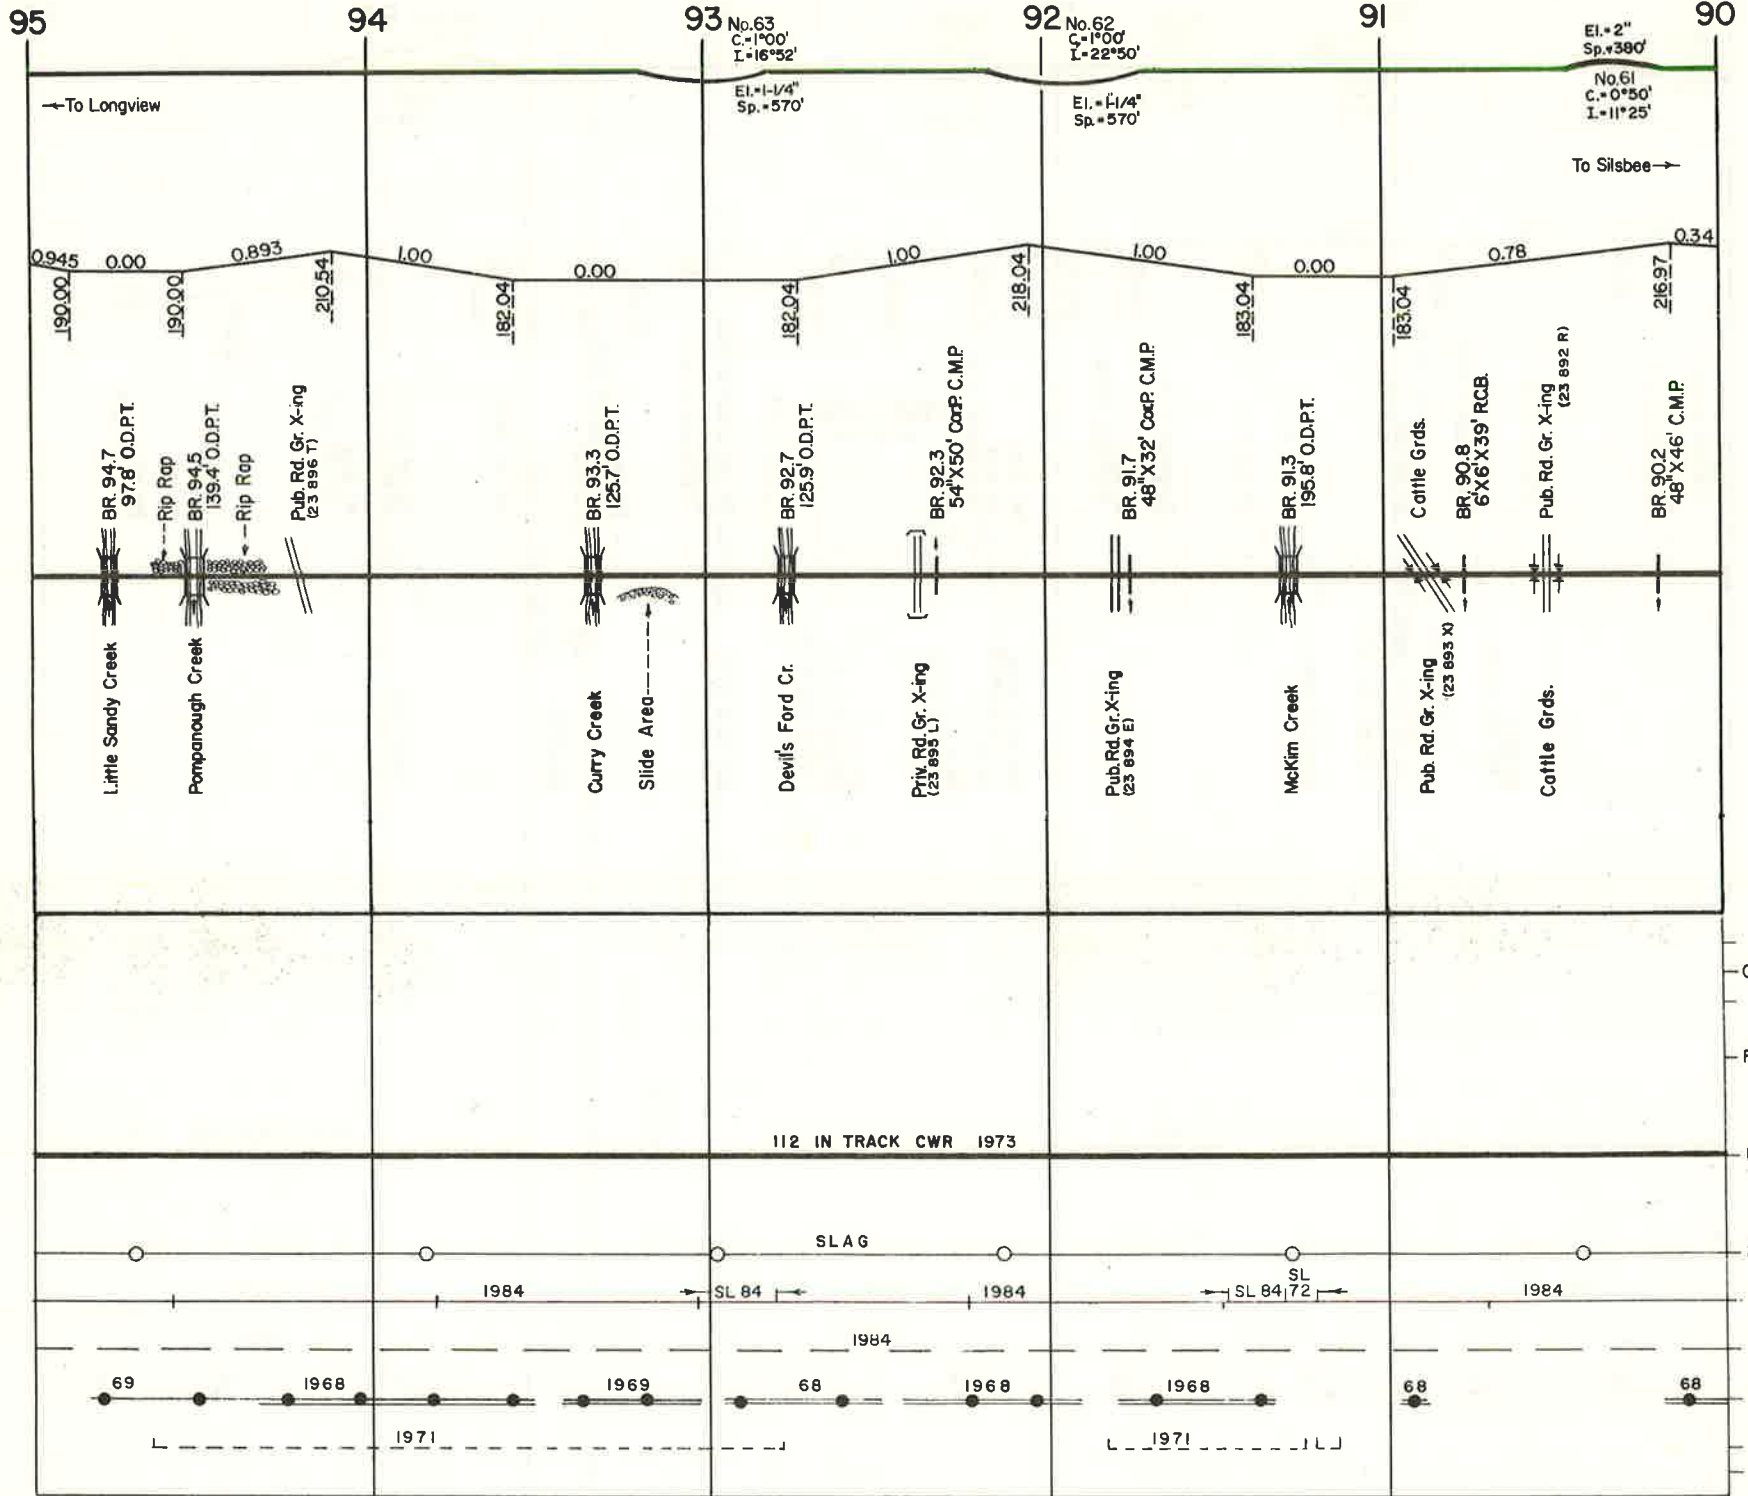 95
94
93
92
91
90
No.63
C.=1°00'
I.=16°52'
El.=1-1/4"
Sp.=570'
No.62
C.=1°00'
I.=22°50'
El.=1-1/4"
Sp.=570'
El.=2"
Sp.=380'
No.61
C.=0°50'
I.=11°25'
←To Longview
To Silsbee→
0.945
0.00
0.893
1.00
0.00
1.00
1.00
0.00
0.78
0.34
190.00
190.00
210.54
182.04
182.04
218.04
183.04
183.04
216.97
BR. 94.7
97.8' O.D.P.T.
Rip Rap
BR. 94.5
139.4' O.D.P.T.
Rip Rap
Pub. Rd. Gr. X-ing
(23 896 T)
BR. 93.3
125.7' O.D.P.T.
BR. 92.7
125.9' O.D.P.T.
BR. 92.3
54"X50' Cor.P. C.M.P.
BR. 91.7
48"X32' Cor.P. C.M.P.
BR. 91.3
195.8' O.D.P.T.
Cattle Grds.
BR. 90.8
6'X6'X39' R.C.B.
Pub. Rd. Gr. X-ing
(23 892 R)
BR. 90.2
48"X46' C.M.P.
Little Sandy Creek
Pompanough Creek
Curry Creek
Slide Area
Devil's Ford Cr.
Priv. Rd. Gr. X-ing
(23 895 L)
Pub. Rd. Gr. X-ing
(23 894 E)
McKim Creek
Pub. Rd. Gr. X-ing
(23 893 X)
Cattle Grds.
112 IN TRACK CWR 1973
SLAG
1984
SL 84
1984
SL 84
SL
72
1984
1984
69
1968
1969
68
1968
1968
68
68
1971
1971